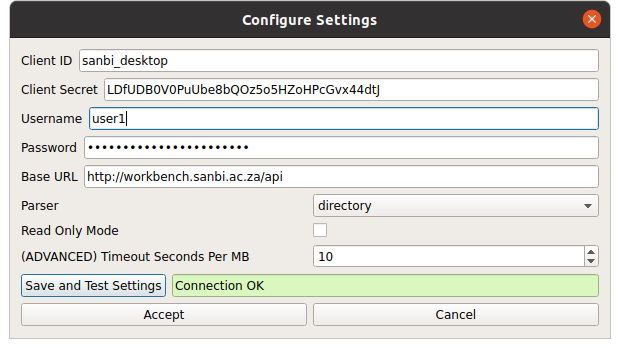 Configure Settings
Client ID sanbi_desktop
Client Secret LDfUDB0V0PuUbe8bQOz5o5HZoHPcGvx44dtJ
Username user1
Password ••••••••••••••••••••••••
Base URL http://workbench.sanbi.ac.za/api
Parser directory
Read Only Mode
(ADVANCED) Timeout Seconds Per MB 10
Save and Test Settings Connection OK
Accept Cancel